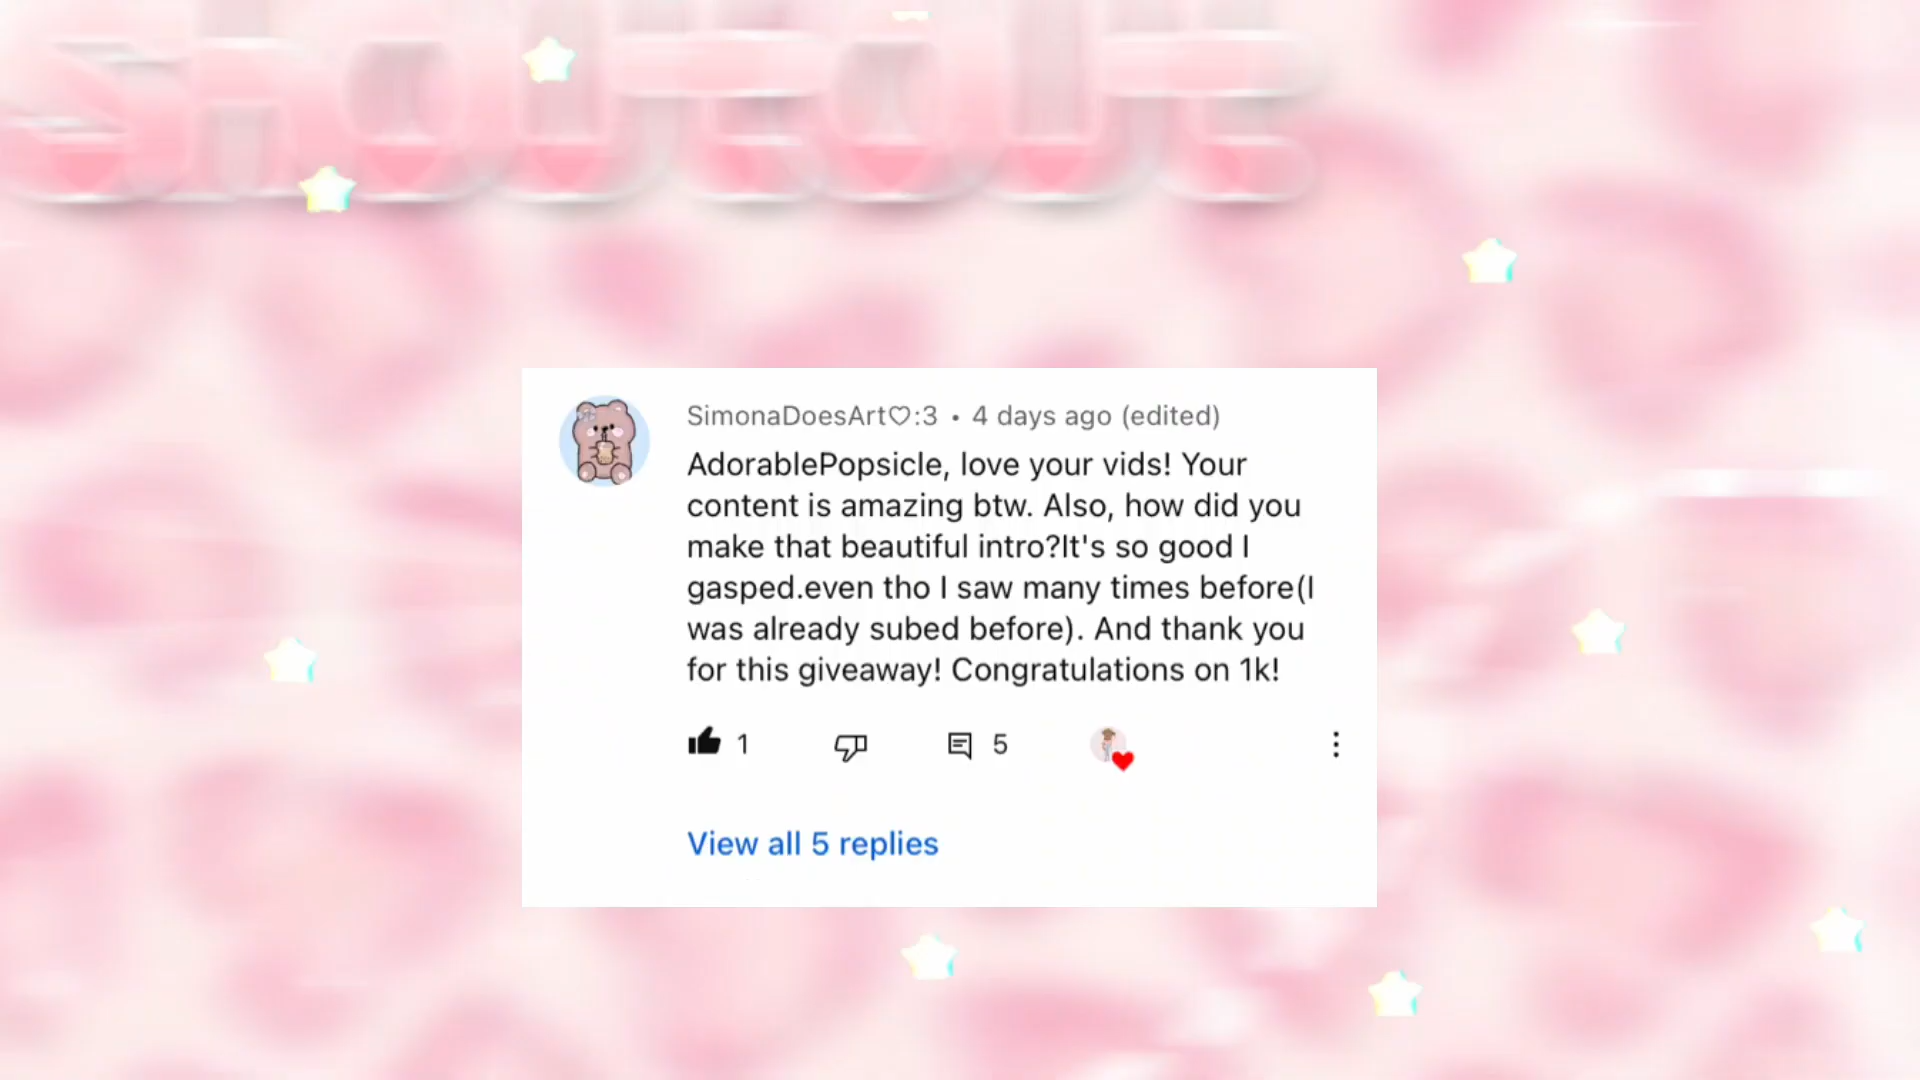 SHOUTOUT
SimonaDoesArt♡:3 • 4 days ago (edited)
AdorablePopsicle, love your vids! Your
content is amazing btw. Also, how did you
make that beautiful intro?It's so good I
gasped.even tho I saw many times before(I
was already subed before). And thank you
for this giveaway! Congratulations on 1k!
1
5
View all 5 replies